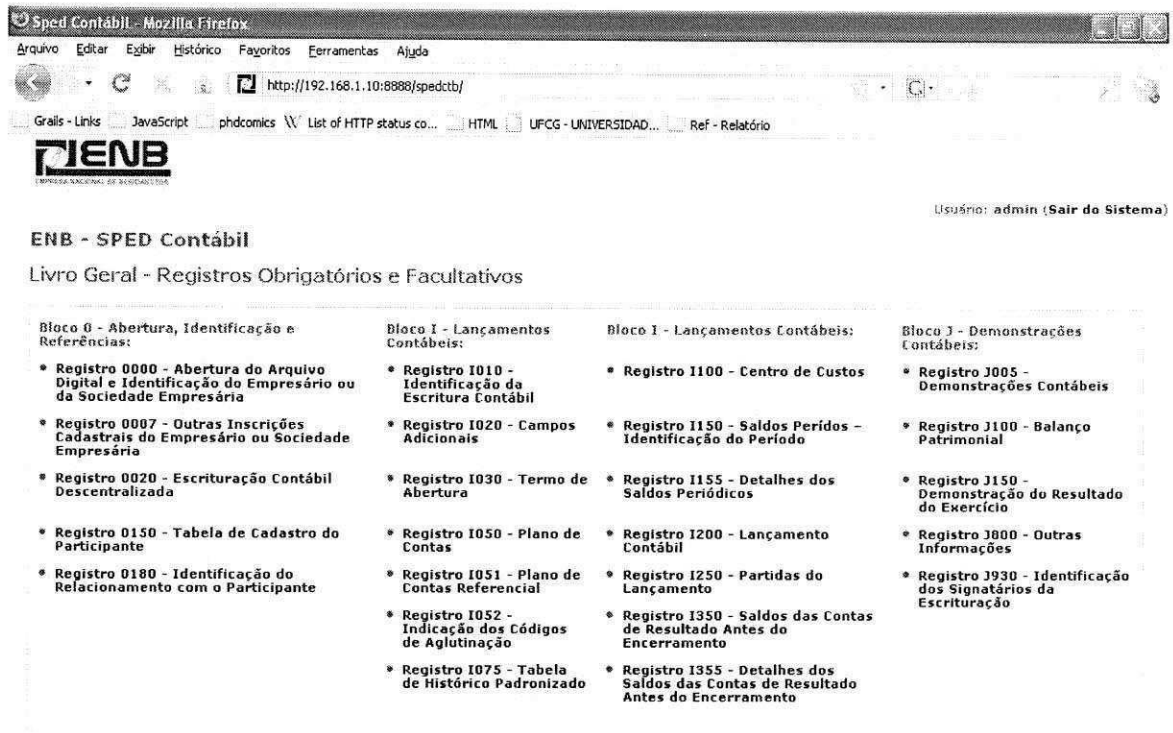 Sped Contábil - Mozilla Firefox
Arquivo Editar Exibir Histórico Favoritos Ferramentas Ajuda
http://192.168.1.10:8888/spedctb/
Grails - Links JavaScript phdcomics W List of HTTP status co... HTML UFCG - UNIVERSIDAD... Ref - Relatório
ENB
Usuário: admin (Sair do Sistema)
ENB - SPED Contábil
Livro Geral - Registros Obrigatórios e Facultativos
Bloco 0 - Abertura, Identificação e
Referências:
• Registro 0000 - Abertura do Arquivo
Digital e Identificação do Empresário ou
da Sociedade Empresária
• Registro 0007 - Outras Inscrições
Cadastrais do Empresário ou Sociedade
Empresária
• Registro 0020 - Escrituração Contábil
Descentralizada
• Registro 0150 - Tabela de Cadastro do
Participante
• Registro 0180 - Identificação do
Relacionamento com o Participante
Bloco I - Lançamentos
Contábeis:
• Registro I010 -
Identificação da
Escritura Contábil
• Registro I020 - Campos
Adicionais
• Registro I030 - Termo de
Abertura
• Registro I050 - Plano de
Contas
• Registro I051 - Plano de
Contas Referencial
• Registro I052 -
Indicação dos Códigos
de Aglutinação
• Registro I075 - Tabela
de Histórico Padronizado
Bloco I - Lançamentos Contábeis:
• Registro I100 - Centro de Custos
• Registro I150 - Saldos Perídos –
Identificação do Período
• Registro I155 - Detalhes dos
Saldos Periódicos
• Registro I200 - Lançamento
Contábil
• Registro I250 - Partidas do
Lançamento
• Registro I350 - Saldos das Contas
de Resultado Antes do
Encerramento
• Registro I355 - Detalhes dos
Saldos das Contas de Resultado
Antes do Encerramento
Bloco J - Demonstrações
Contábeis:
• Registro J005 -
Demonstrações Contábeis
• Registro J100 - Balanço
Patrimonial
• Registro J150 -
Demonstração do Resultado
do Exercício
• Registro J800 - Outras
Informações
• Registro J930 - Identificação
dos Signatários da
Escrituração